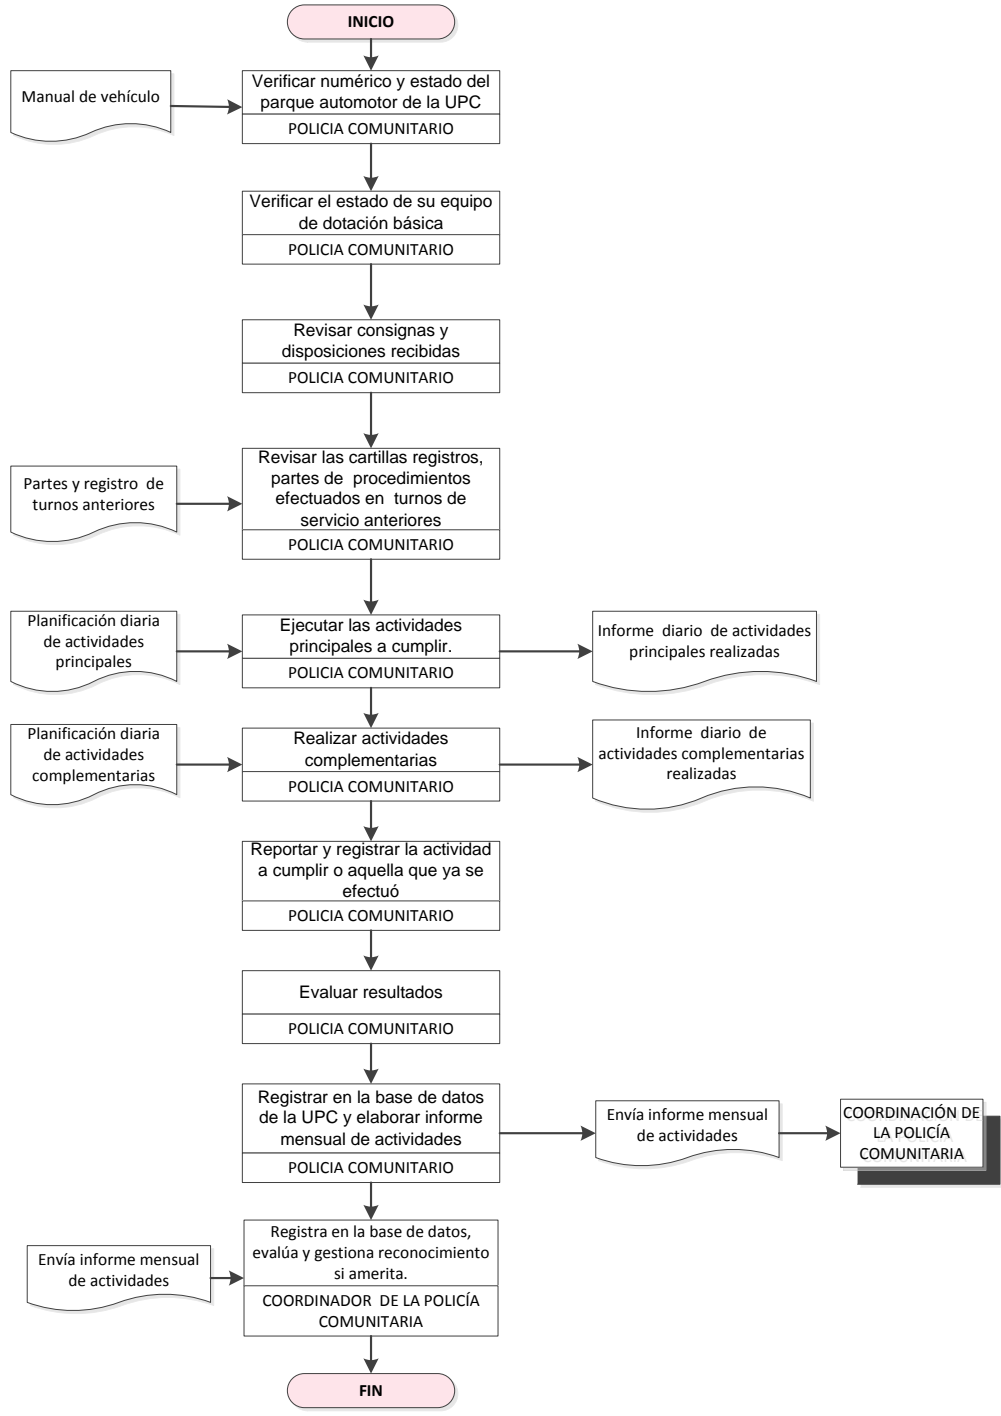 INICIO
Manual de vehículo
Verificar numérico y estado del
parque automotor de la UPC
POLICIA COMUNITARIO
Verificar el estado de su equipo
de dotación básica
POLICIA COMUNITARIO
Revisar consignas y
disposiciones recibidas
POLICIA COMUNITARIO
Partes y registro de
turnos anteriores
Revisar las cartillas registros,
partes de procedimientos
efectuados en turnos de
servicio anteriores
POLICIA COMUNITARIO
Planificación diaria
de actividades
principales
Ejecutar las actividades
principales a cumplir.
POLICIA COMUNITARIO
Informe diario de actividades
principales realizadas
Planificación diaria
de actividades
complementarias
Realizar actividades
complementarias
POLICIA COMUNITARIO
Informe diario de
actividades complementarias
realizadas
Reportar y registrar la actividad
a cumplir o aquella que ya se
efectuó
POLICIA COMUNITARIO
Evaluar resultados
POLICIA COMUNITARIO
Registrar en la base de datos
de la UPC y elaborar informe
mensual de actividades
POLICIA COMUNITARIO
Envía informe mensual
de actividades
COORDINACIÓN DE
LA POLICÍA
COMUNITARIA
Envía informe mensual
de actividades
Registra en la base de datos,
evalúa y gestiona reconocimiento
si amerita.
COORDINADOR DE LA POLICÍA
COMUNITARIA
FIN